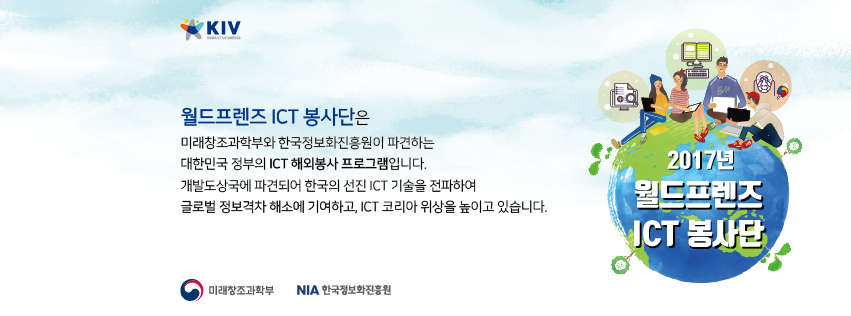 KIV
월드프렌즈 ICT 봉사단은
미래창조과학부와 한국정보화진흥원이 파견하는
대한민국 정부의 ICT 해외봉사 프로그램입니다.
개발도상국에 파견되어 한국의 선진 ICT 기술을 전파하여
글로벌 정보격차 해소에 기여하고, ICT 코리아 위상을 높이고 있습니다.
2017년
월드프렌즈
ICT 봉사단
미래창조과학부
NIA 한국정보화진흥원